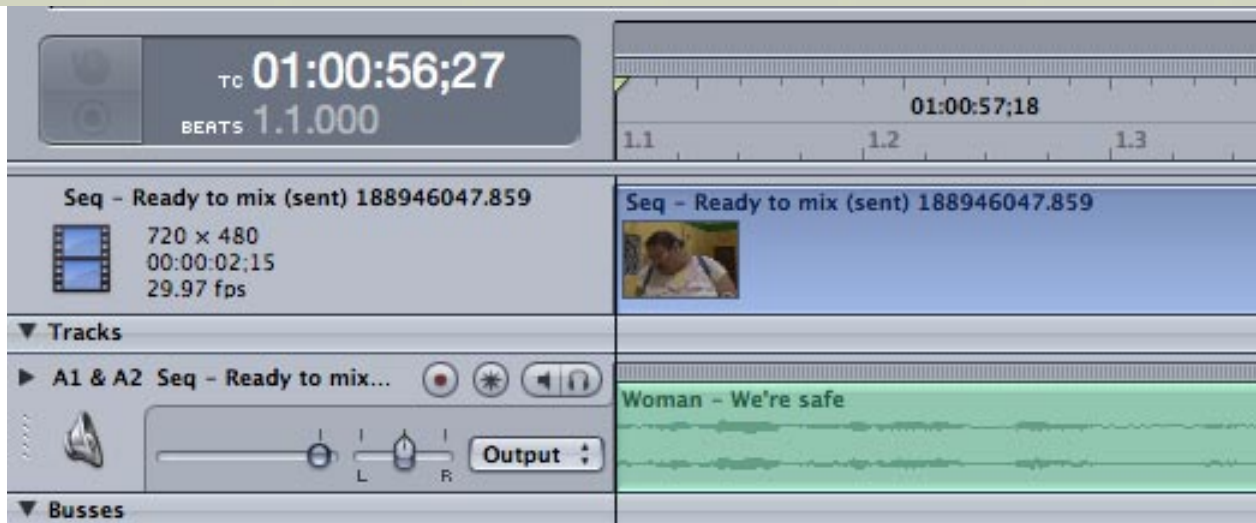 TC 01:00:56;27
BEATS 1.1.000
01:00:57;18
1.1 1.2 1.3
Seq - Ready to mix (sent) 188946047.859
720 × 480
00:00:02;15
29.97 fps
Seq - Ready to mix (sent) 188946047.859
Tracks
A1 & A2 Seq - Ready to mix...
Output
L R
Woman - We're safe
Busses